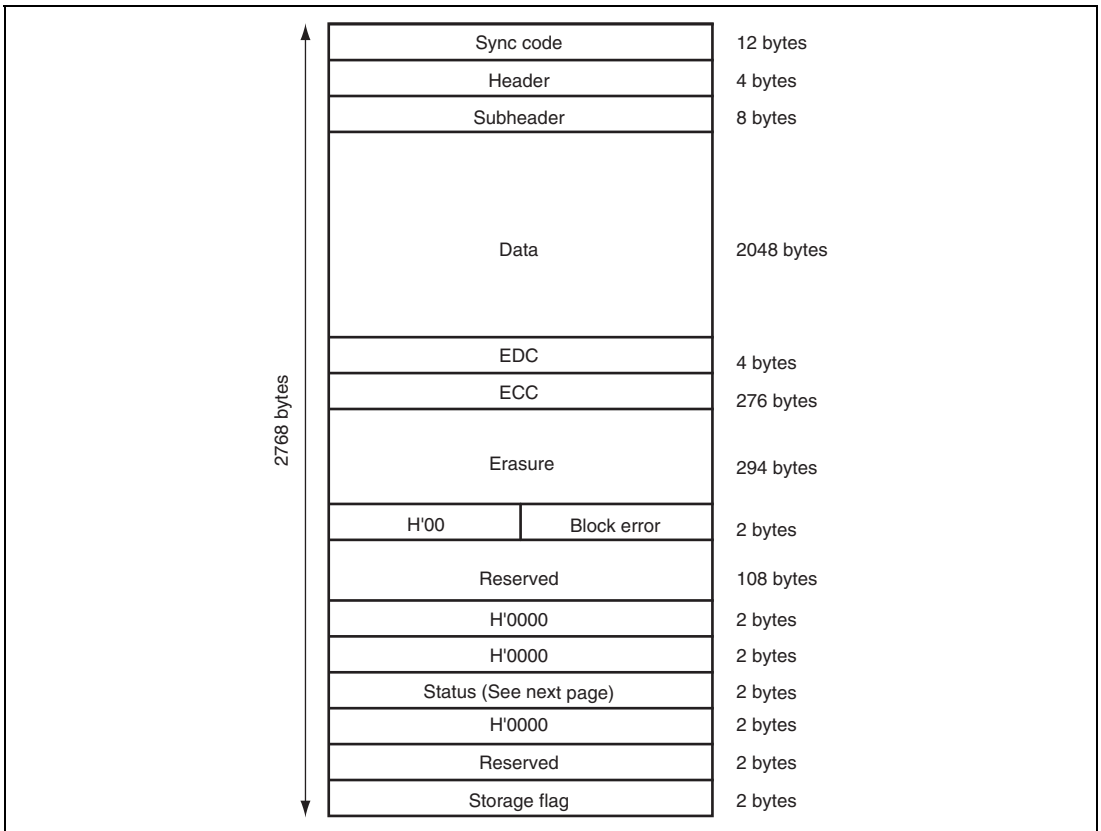 Sync code 12 bytes
Header 4 bytes
Subheader 8 bytes
Data 2048 bytes
EDC 4 bytes
ECC 276 bytes
2768 bytes
Erasure 294 bytes
H'00 Block error 2 bytes
Reserved 108 bytes
H'0000 2 bytes
H'0000 2 bytes
Status (See next page) 2 bytes
H'0000 2 bytes
Reserved 2 bytes
Storage flag 2 bytes